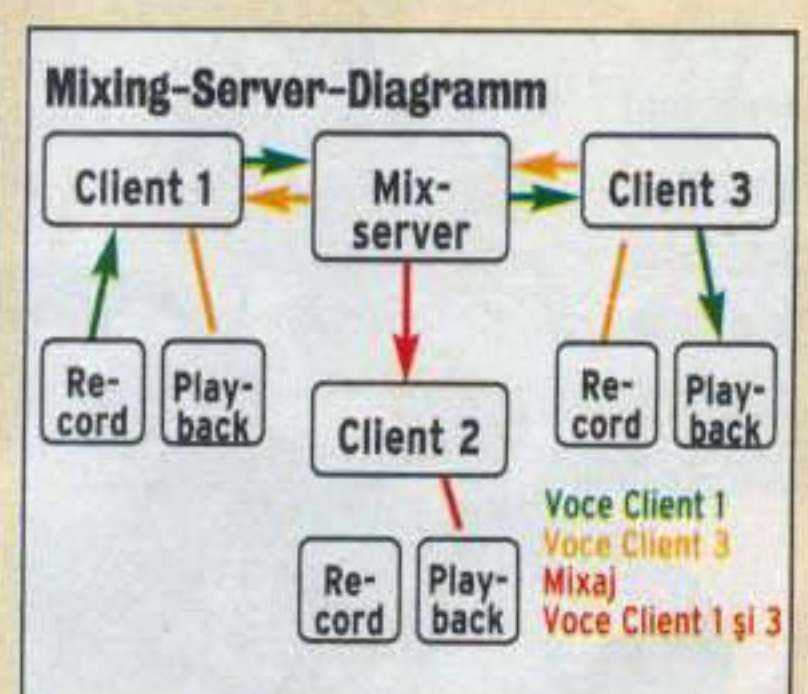 Mixing-Server-Diagramm
Client 1
Mix-
server
Client 3
Re-
cord
Play-
back
Client 2
Re-
cord
Play-
back
Re-
cord
Play-
back
Voce Client 1
Voce Client 3
Mixaj
Voce Client 1 şi 3